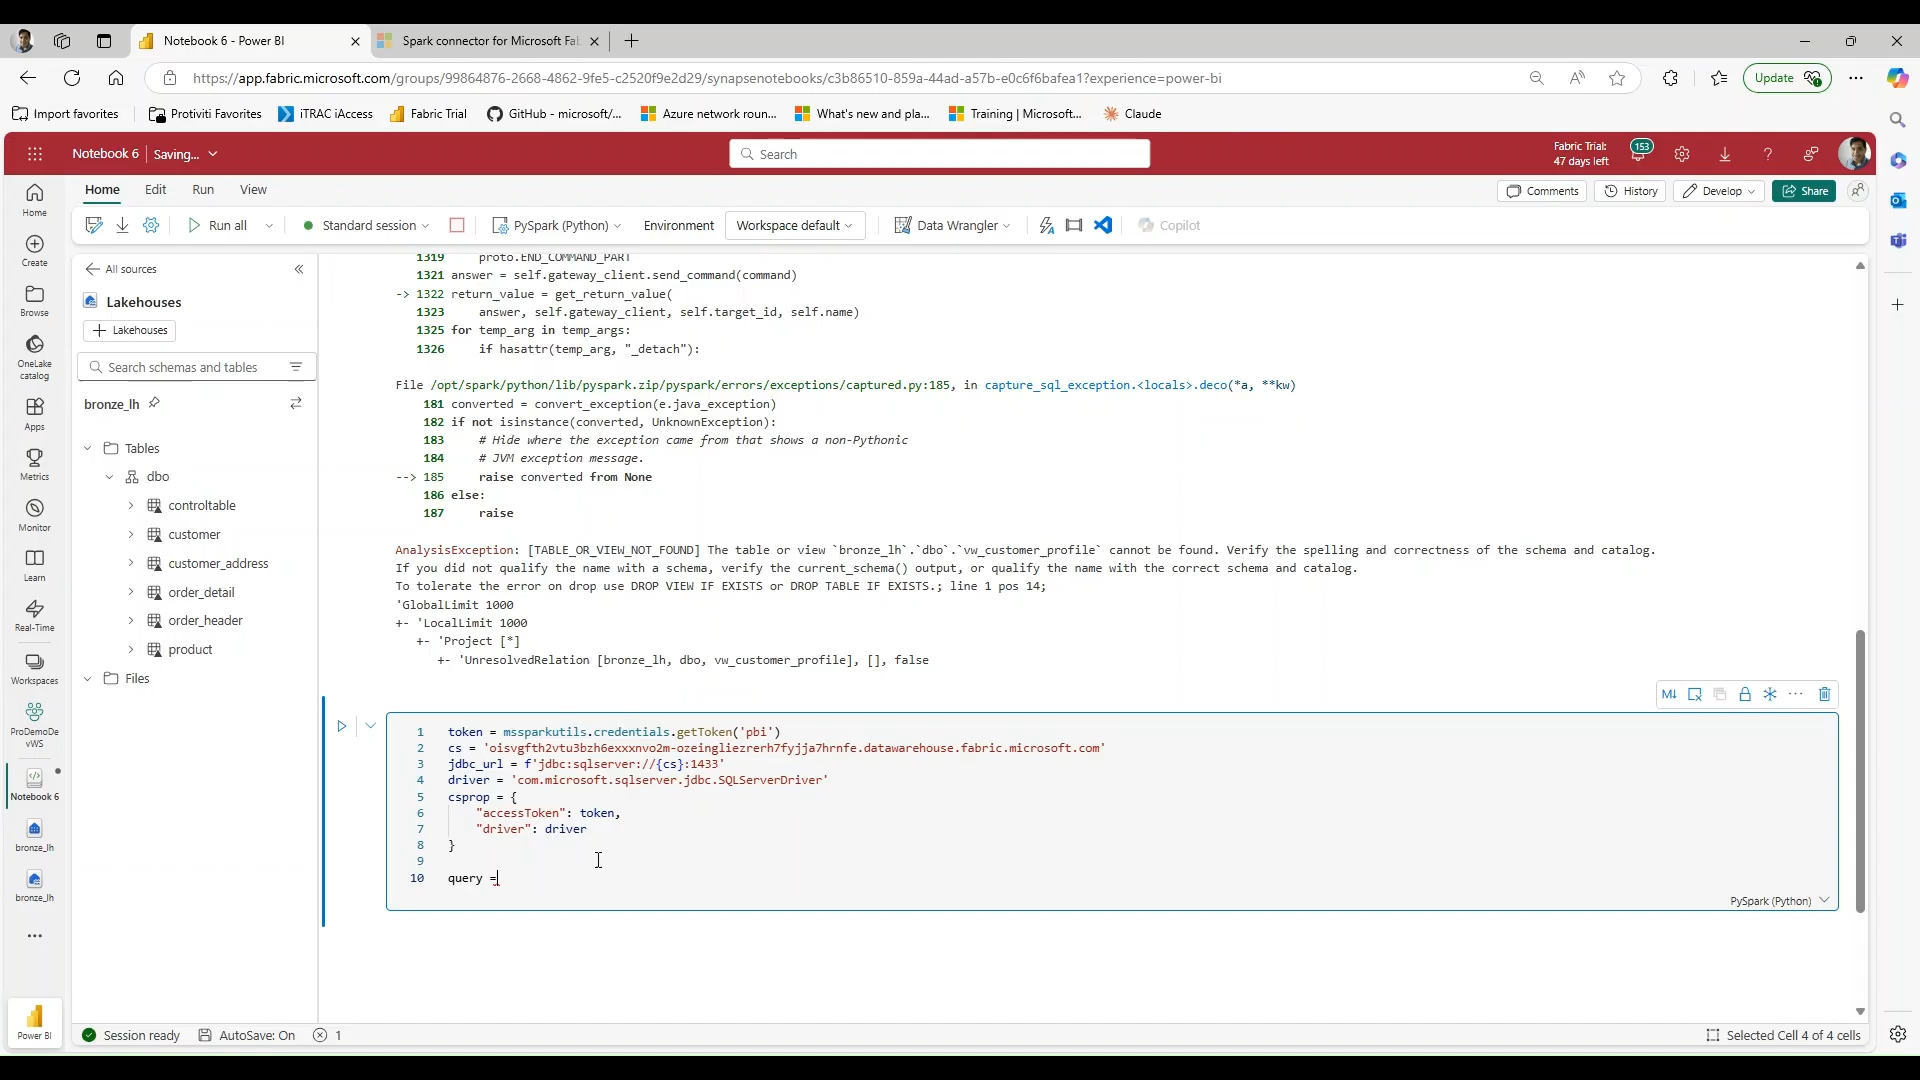 Notebook 6 - Power BI
Spark connector for Microsoft Fa
https://app.fabric.microsoft.com/groups/99864876-2668-4862-9fe5-c2520f9e2d29/synapsenotebooks/c3b86510-859a-44ad-a57b-e0c6f6bafea1?experience=power-bi
Update
Import favorites
Protiviti Favorites
iTRAC iAccess
Fabric Trial
GitHub - microsoft/...
Azure network roun...
What's new and pla...
Training | Microsoft...
Claude
Notebook 6 | Saving...
Search
Fabric Trial:
47 days left
153
Home Edit Run View
Comments
History
Develop
Share
Run all
Standard session
PySpark (Python)
Environment
Workspace default
Data Wrangler
Copilot
Home
Create
Browse
OneLake
catalog
Apps
Metrics
Monitor
Learn
Real-Time
Workspaces
ProDemoDe
vWS
Notebook 6
bronze_lh
bronze_lh
Power BI
All sources
Lakehouses
Lakehouses
Search schemas and tables
bronze_lh
Tables
dbo
controltable
customer
customer_address
order_detail
order_header
product
Files
1319 proto.END_COMMAND_PART
1321 answer = self.gateway_client.send_command(command)
-> 1322 return_value = get_return_value(
1323 answer, self.gateway_client, self.target_id, self.name)
1325 for temp_arg in temp_args:
1326 if hasattr(temp_arg, "_detach"):
File /opt/spark/python/lib/pyspark.zip/pyspark/errors/exceptions/captured.py:185, in capture_sql_exception.<locals>.deco(*a, **kw)
181 converted = convert_exception(e.java_exception)
182 if not isinstance(converted, UnknownException):
183 # Hide where the exception came from that shows a non-Pythonic
184 # JVM exception message.
--> 185 raise converted from None
186 else:
187 raise
AnalysisException: [TABLE_OR_VIEW_NOT_FOUND] The table or view `bronze_lh`.`dbo`.`vw_customer_profile` cannot be found. Verify the spelling and correctness of the schema and catalog.
If you did not qualify the name with a schema, verify the current_schema() output, or qualify the name with the correct schema and catalog.
To tolerate the error on drop use DROP VIEW IF EXISTS or DROP TABLE IF EXISTS.; line 1 pos 14;
'GlobalLimit 1000
+- 'LocalLimit 1000
+- 'Project [*]
+- 'UnresolvedRelation [bronze_lh, dbo, vw_customer_profile], [], false
M↓
1 token = mssparkutils.credentials.getToken('pbi')
2 cs = 'oisvgfth2vtu3bzh6exxxnvo2m-ozeingliezrerh7fyjja7hrnfe.datawarehouse.fabric.microsoft.com'
3 jdbc_url = f'jdbc:sqlserver://{cs}:1433'
4 driver = 'com.microsoft.sqlserver.jdbc.SQLServerDriver'
5 csprop = {
6 "accessToken": token,
7 "driver": driver
8 }
9
10 query =
PySpark (Python)
Session ready
AutoSave: On
1
Selected Cell 4 of 4 cells